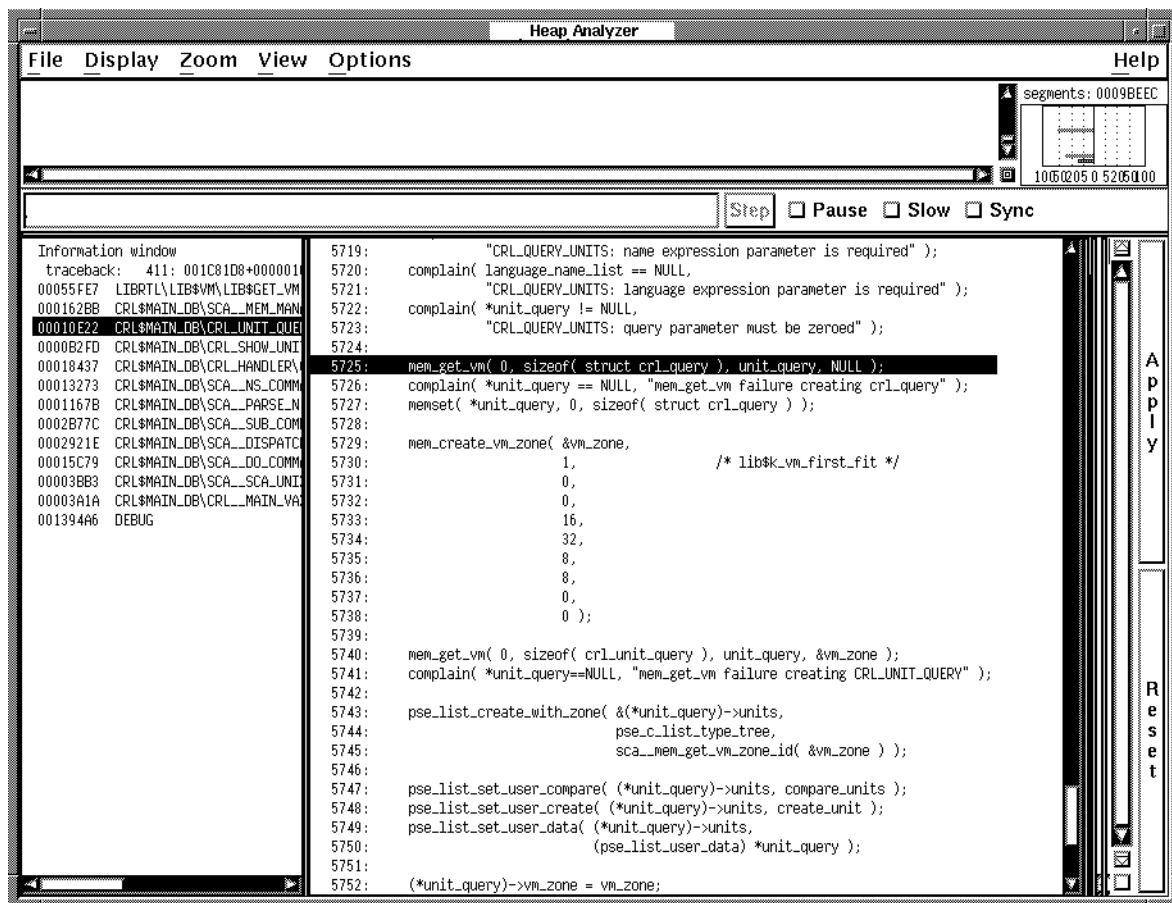 Heap Analyzer
File Display Zoom View Options Help
segments: 0009BEEC
Step Pause Slow Sync
Information window
traceback: 411: 001C81D8+000001
00055FE7 LIBRTL\LIB$VM\LIB$GET_VM
000162BB CRL$MAIN_DB\SCA__MEM_MAN
00010E22 CRL$MAIN_DB\CRL_UNIT_QUE
0000B2FD CRL$MAIN_DB\CRL_SHOW_UNI
00018437 CRL$MAIN_DB\CRL_HANDLER\
00013273 CRL$MAIN_DB\SCA__NS_COMM
0001167B CRL$MAIN_DB\SCA__PARSE_N
0002B77C CRL$MAIN_DB\SCA__SUB_COM
0002921E CRL$MAIN_DB\SCA__DISPATC
00015C79 CRL$MAIN_DB\SCA__DO_COMM
00003BB3 CRL$MAIN_DB\SCA__SCA_UNI
00003A1A CRL$MAIN_DB\CRL__MAIN_VA
001394A6 DEBUG
5719: "CRL_QUERY_UNITS: name expression parameter is required" );
5720: complain( language_name_list == NULL,
5721: "CRL_QUERY_UNITS: language expression parameter is required" );
5722: complain( *unit_query != NULL,
5723: "CRL_QUERY_UNITS: query parameter must be zeroed" );
5724:
5725: mem_get_vm( 0, sizeof( struct crl_query ), unit_query, NULL );
5726: complain( *unit_query == NULL, "mem_get_vm failure creating crl_query" );
5727: memset( *unit_query, 0, sizeof( struct crl_query ) );
5728:
5729: mem_create_vm_zone( &vm_zone,
5730: 1, /* lib$k_vm_first_fit */
5731: 0,
5732: 0,
5733: 16,
5734: 32,
5735: 8,
5736: 8,
5737: 0,
5738: 0 );
5739:
5740: mem_get_vm( 0, sizeof( crl_unit_query ), unit_query, &vm_zone );
5741: complain( *unit_query==NULL, "mem_get_vm failure creating CRL_UNIT_QUERY" );
5742:
5743: pse_list_create_with_zone( &(*unit_query)->units,
5744: pse_c_list_type_tree,
5745: sca__mem_get_vm_zone_id( &vm_zone ) );
5746:
5747: pse_list_set_user_compare( (*unit_query)->units, compare_units );
5748: pse_list_set_user_create( (*unit_query)->units, create_unit );
5749: pse_list_set_user_data( (*unit_query)->units,
5750: (pse_list_user_data) *unit_query );
5751:
5752: (*unit_query)->vm_zone = vm_zone;
Apply
Reset